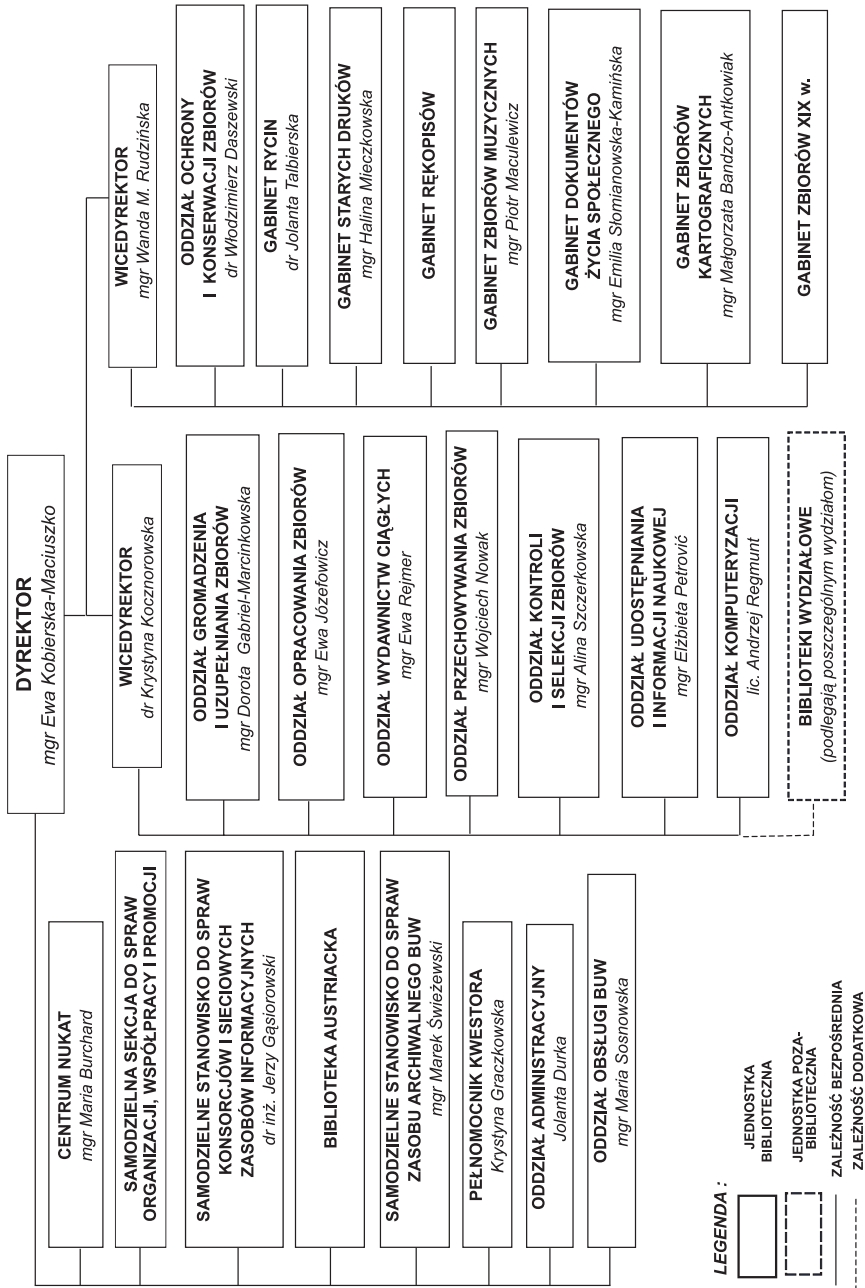 DYREKTOR
mgr Ewa Kobierska-Maciuszko
CENTRUM NUKAT
mgr Maria Burchard
SAMODZIELNA SEKCJA DO SPRAW
ORGANIZACJI, WSPÓŁPRACY I PROMOCJI
SAMODZIELNE STANOWISKO DO SPRAW
KONSORCJÓW I SIECIOWYCH
ZASOBÓW INFORMACYJNYCH
dr inż. Jerzy Gąsiorowski
BIBLIOTEKA AUSTRIACKA
SAMODZIELNE STANOWISKO DO SPRAW
ZASOBU ARCHIWALNEGO BUW
mgr Marek Świeżewski
PEŁNOMOCNIK KWESTORA
Krystyna Graczkowska
ODDZIAŁ ADMINISTRACYJNY
Jolanta Durka
ODDZIAŁ OBSŁUGI BUW
mgr Maria Sosnowska
WICEDYREKTOR
dr Krystyna Kocznorowska
ODDZIAŁ GROMADZENIA
I UZUPEŁNIANIA ZBIORÓW
mgr Dorota Gabriel-Marcinkowska
ODDZIAŁ OPRACOWANIA ZBIORÓW
mgr Ewa Józefowicz
ODDZIAŁ WYDAWNICTW CIĄGŁYCH
mgr Ewa Rejmer
ODDZIAŁ PRZECHOWYWANIA ZBIORÓW
mgr Wojciech Nowak
ODDZIAŁ KONTROLI
I SELEKCJI ZBIORÓW
mgr Alina Szczerkowska
ODDZIAŁ UDOSTĘPNIANIA
I INFORMACJI NAUKOWEJ
mgr Elżbieta Petrović
ODDZIAŁ KOMPUTERYZACJI
lic. Andrzej Regmunt
BIBLIOTEKI WYDZIAŁOWE
(podlegają poszczególnym wydziałom)
WICEDYREKTOR
mgr Wanda M. Rudzińska
ODDZIAŁ OCHRONY
I KONSERWACJI ZBIORÓW
dr Włodzimierz Daszewski
GABINET RYCIN
dr Jolanta Talbierska
GABINET STARYCH DRUKÓW
mgr Halina Mieczkowska
GABINET RĘKOPISÓW
GABINET ZBIORÓW MUZYCZNYCH
mgr Piotr Maculewicz
GABINET DOKUMENTÓW
ŻYCIA SPOŁECZNEGO
mgr Emilia Słomianowska-Kamińska
GABINET ZBIORÓW
KARTOGRAFICZNYCH
mgr Małgorzata Bandzo-Antkowiak
GABINET ZBIORÓW XIX w.
LEGENDA :
JEDNOSTKA
BIBLIOTECZNA
JEDNOSTKA POZA-
BIBLIOTECZNA
ZALEŻNOŚĆ BEZPOŚREDNIA
ZALEŻNOŚĆ DODATKOWA